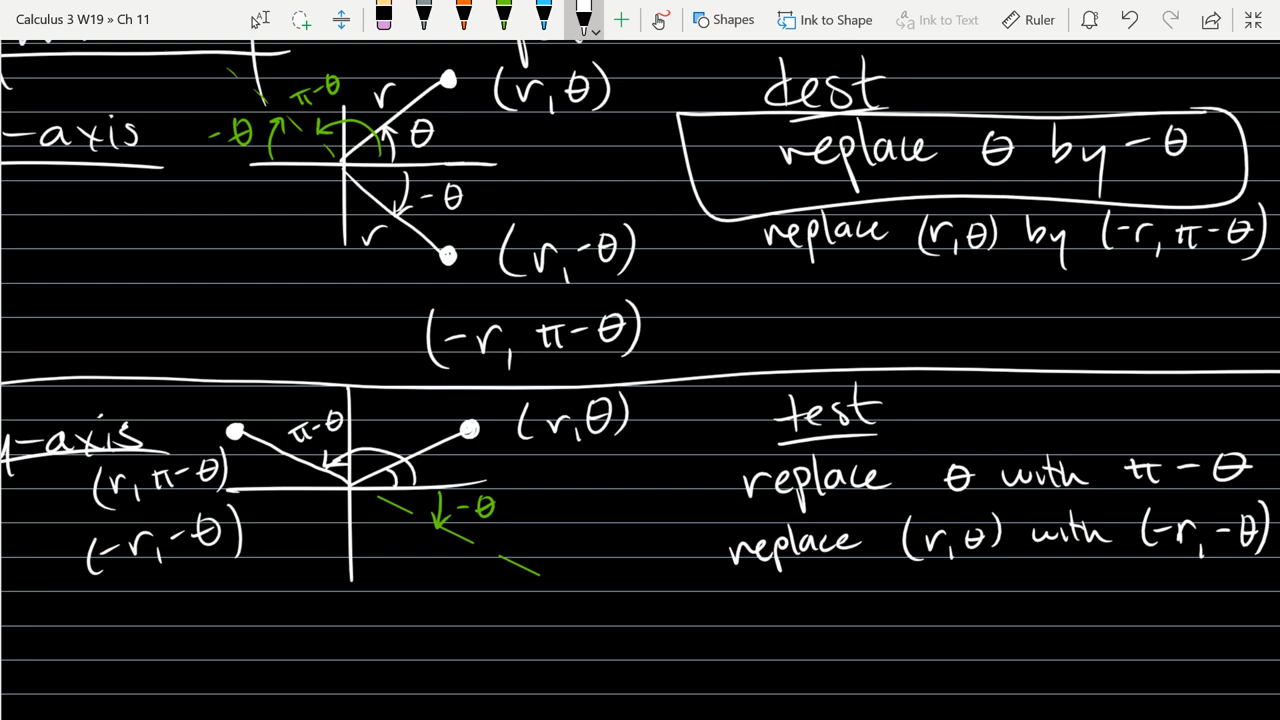 Calculus 3 W19 » Ch 11
Shapes
Ink to Shape
Ink to Text
Ruler
-axis
-θ
π-θ
r
θ
(r, θ)
-θ
r
(r, -θ)
(-r, π-θ)
test
replace θ by -θ
replace (r, θ) by (-r, π-θ)
y-axis
(r, π-θ)
(-r, -θ)
π-θ
(r, θ)
-θ
test
replace θ with π-θ
replace (r, θ) with (-r, -θ)